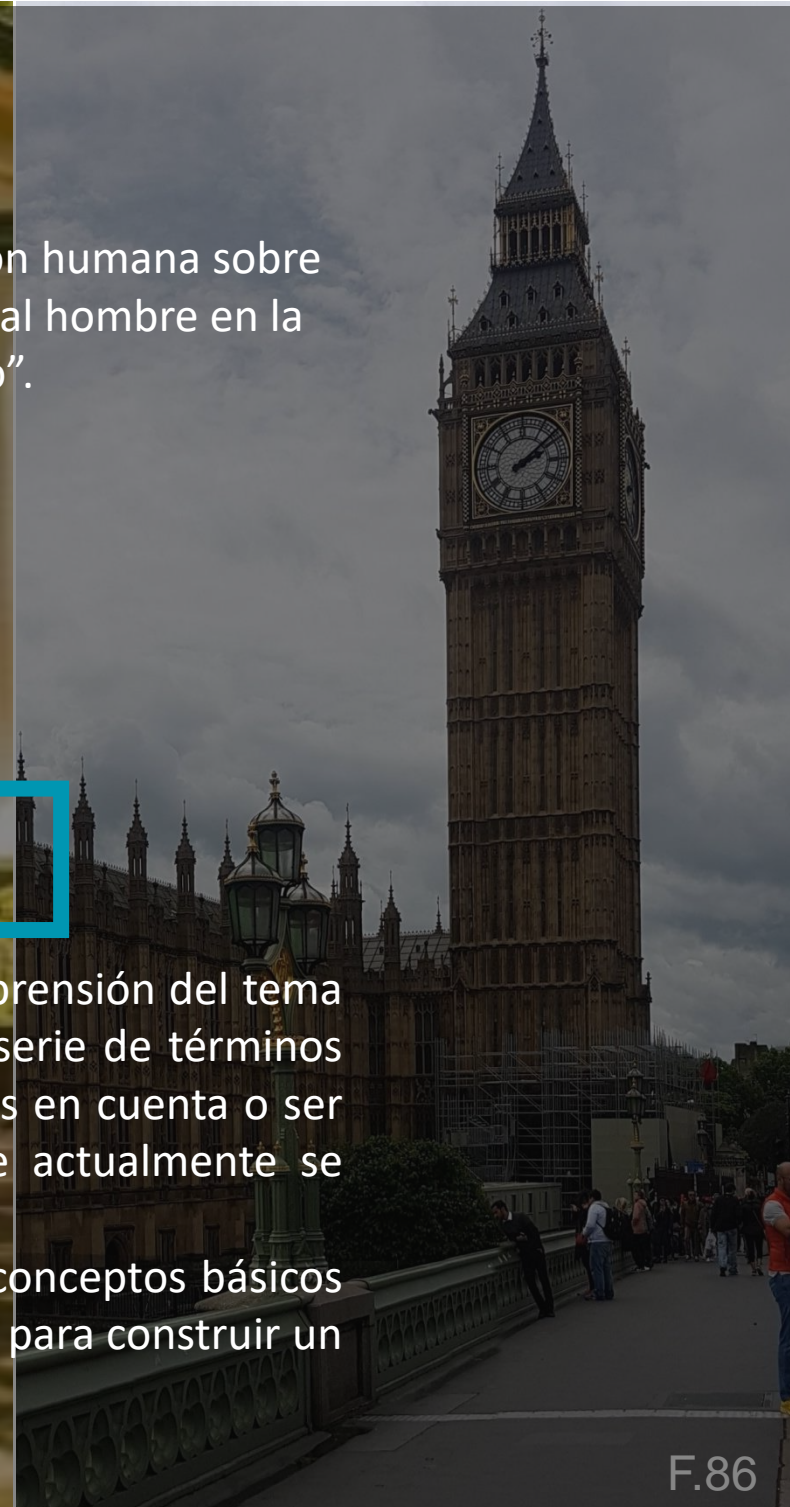 ón humana sobre
al hombre en la
o”.
prensión del tema
serie de términos
s en cuenta o ser
e actualmente se
conceptos básicos
para construir un
F.86